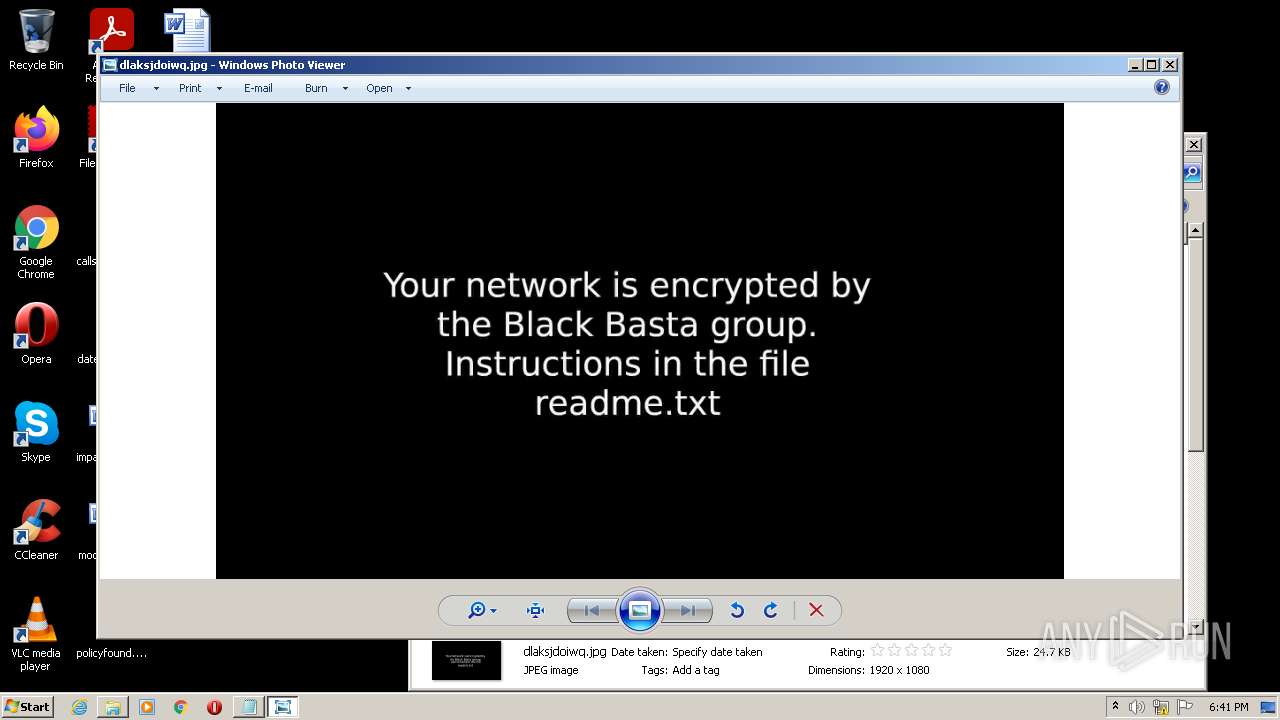 Recycle Bin
dlaksjdoiwq.jpg - Windows Photo Viewer
File Print E-mail Burn Open
Firefox
File
Google
Chrome
calls
Opera
date
Skype
impa
CCleaner
mod
VLC media
player
policyfound....
Your network is encrypted by
the Black Basta group.
Instructions in the file
readme.txt
dlaksjdoiwq.jpg Date taken: Specify date taken Rating: Size: 24.7 KB
JPEG image Tags: Add a tag Dimensions: 1920 x 1080
ANY RUN
Start
6:41 PM